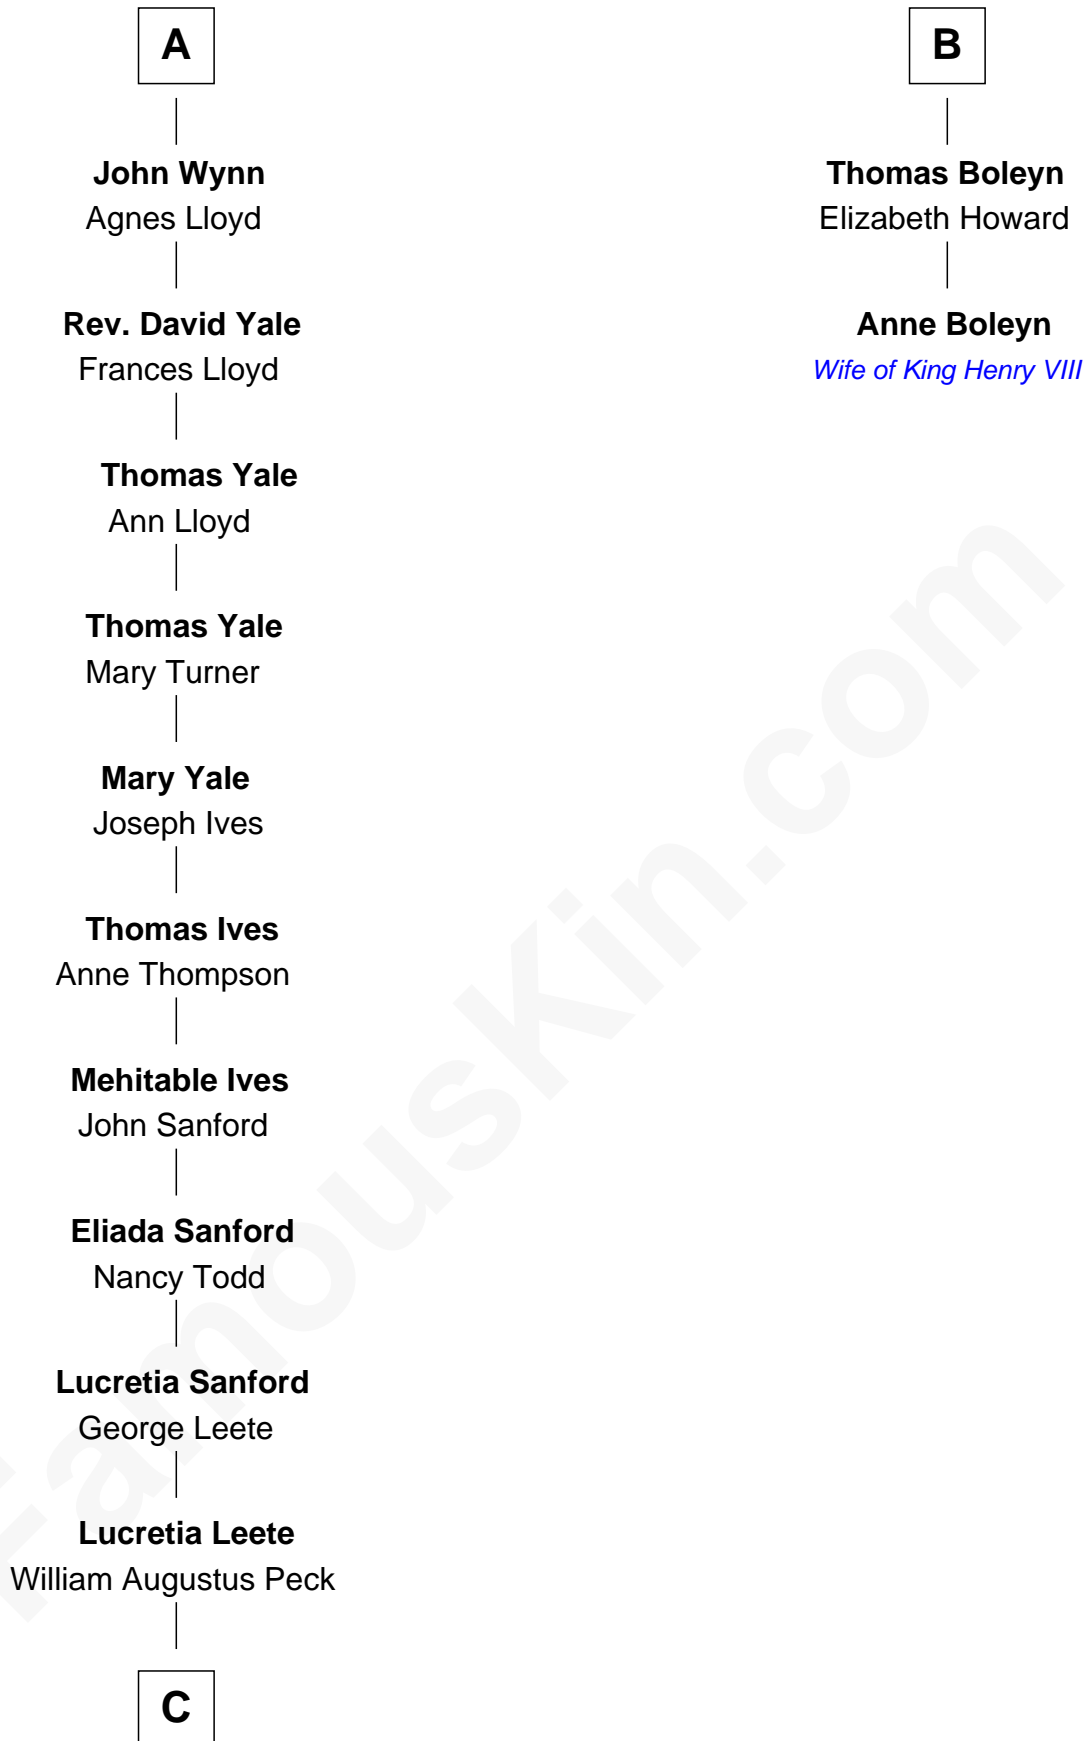 A
John Wynn
Agnes Lloyd
Rev. David Yale
Frances Lloyd
Thomas Yale
Ann Lloyd
Thomas Yale
Mary Turner
Mary Yale
Joseph Ives
Thomas Ives
Anne Thompson
Mehitable Ives
John Sanford
Eliada Sanford
Nancy Todd
Lucretia Sanford
George Leete
Lucretia Leete
William Augustus Peck
C
B
Thomas Boleyn
Elizabeth Howard
Anne Boleyn
Wife of King Henry VIII
FamousKin.com